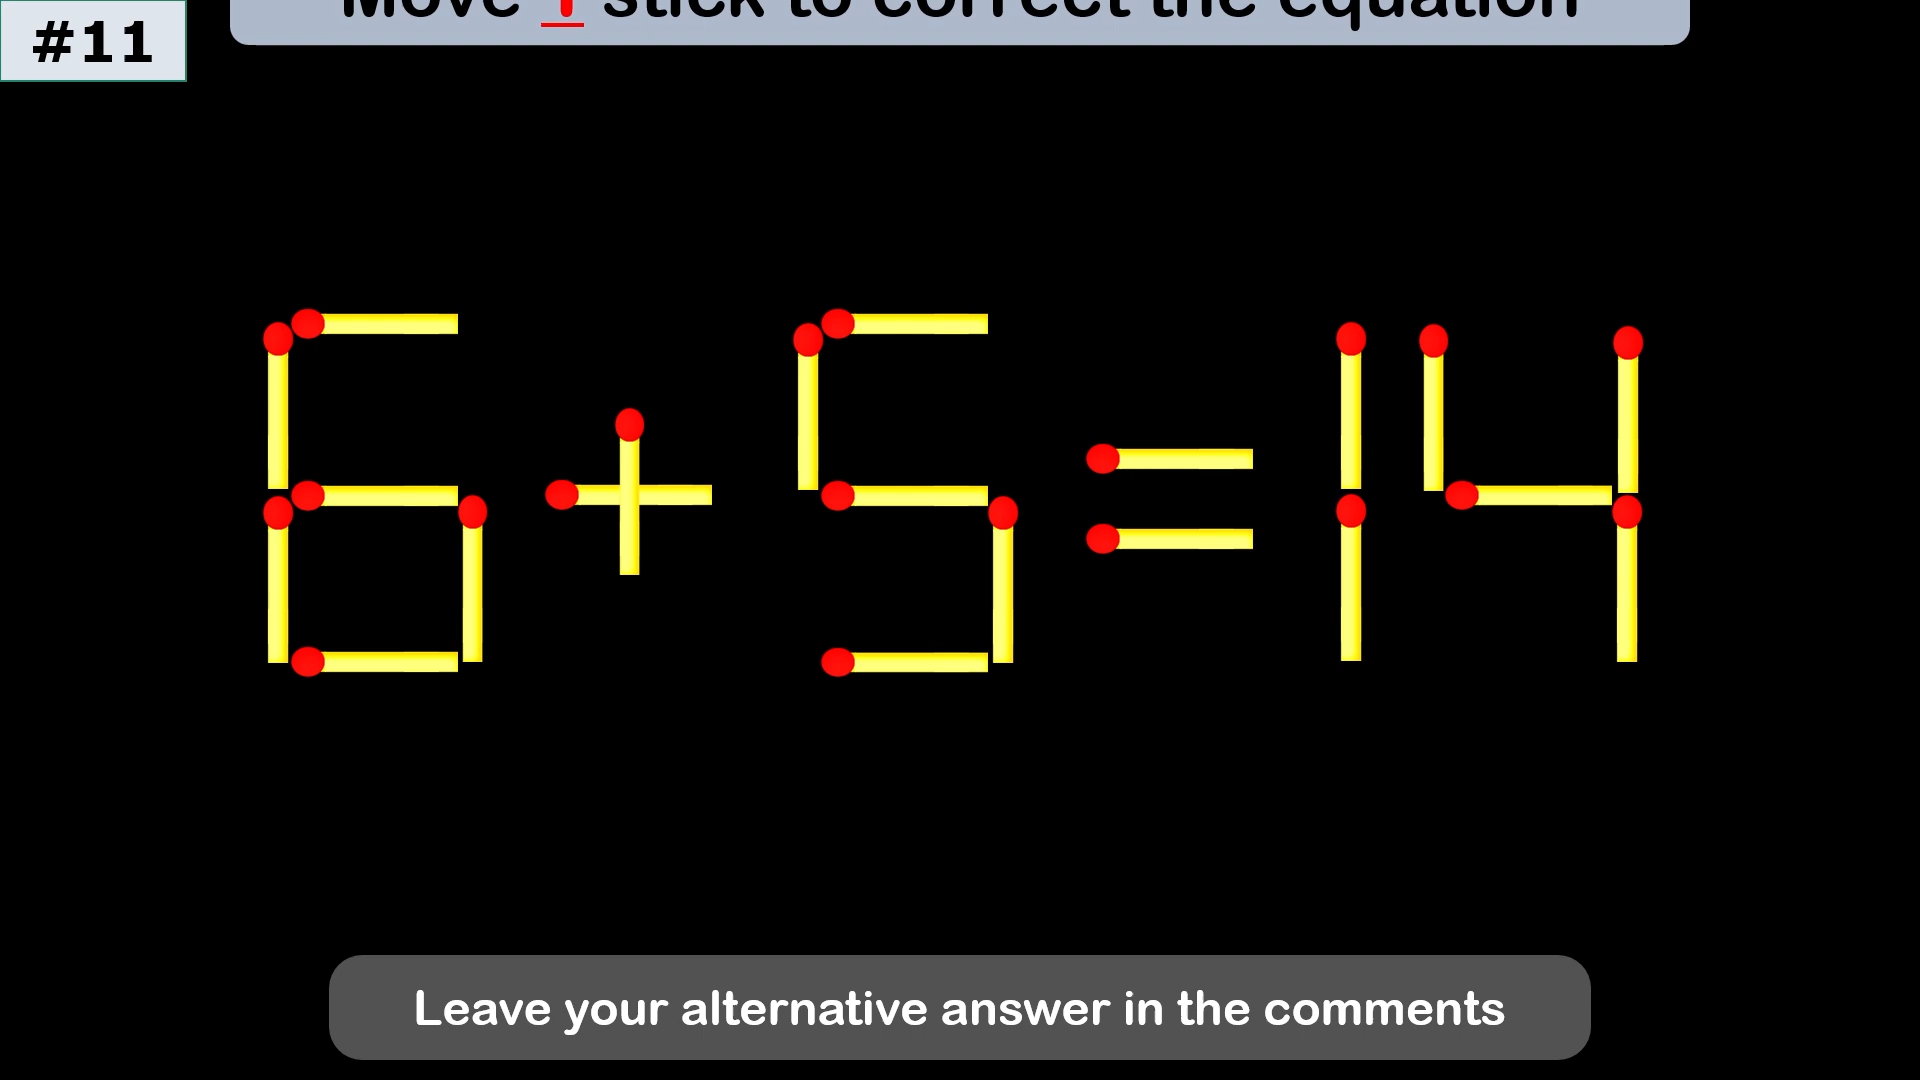 #11
Move 1 stick to correct the equation
6+5=14
Leave your alternative answer in the comments